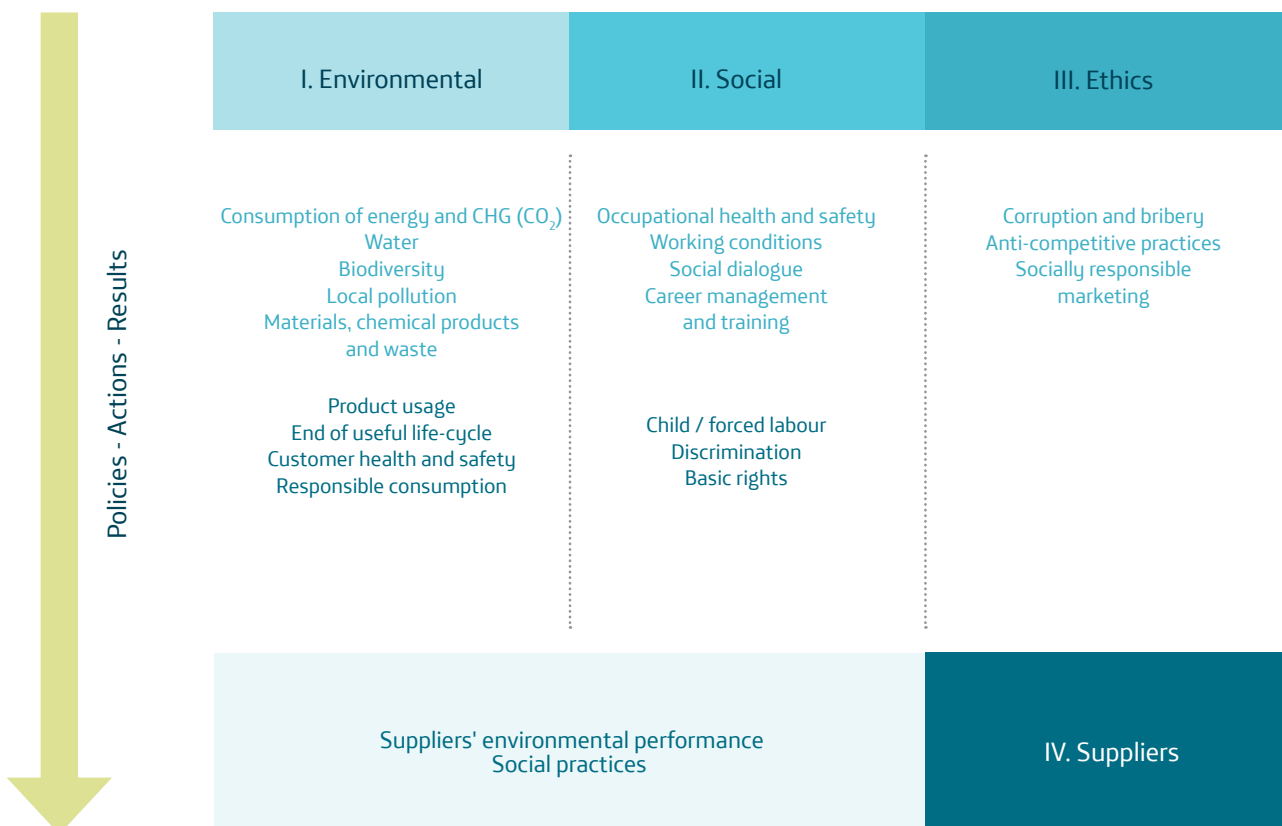 I. Environmental
II. Social
III. Ethics
Policies - Actions - Results
Consumption of energy and CHG (CO₂)
Water
Biodiversity
Local pollution
Materials, chemical products
and waste
Product usage
End of useful life-cycle
Customer health and safety
Responsible consumption
Occupational health and safety
Working conditions
Social dialogue
Career management
and training
Child / forced labour
Discrimination
Basic rights
Corruption and bribery
Anti-competitive practices
Socially responsible
marketing
Suppliers' environmental performance
Social practices
IV. Suppliers